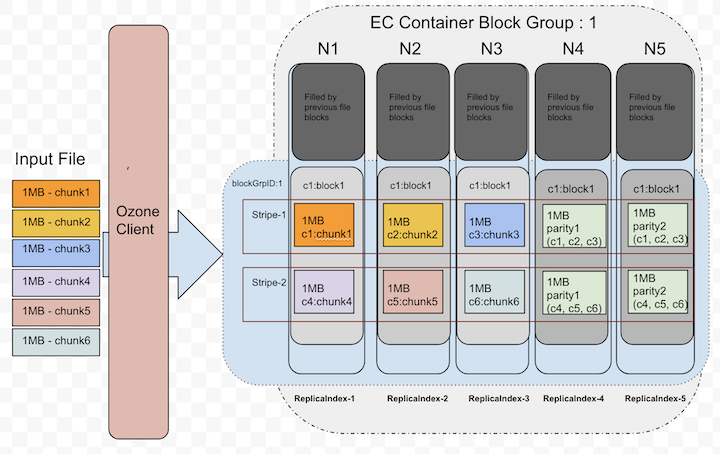 EC Container Block Group : 1
N1
N2
N3
N4
N5
Filled by
previous file
blocks
Filled by
previous file
blocks
Filled by
previous file
blocks
Filled by
previous file
blocks
Filled by
previous file
blocks
Input File
1MB - chunk1
1MB - chunk2
1MB - chunk3
1MB - chunk4
1MB - chunk5
1MB - chunk6
,
Ozone
Client
blockGrpID:1
c1:block1
c1:block1
c1:block1
c1:block1
c1:block1
Stripe-1
1MB
c1:chunk1
1MB
c2:chunk2
1MB
c3:chunk3
1MB
parity1
(c1, c2, c3)
1MB
parity2
(c1, c2, c3)
Stripe-2
1MB
c4:chunk4
1MB
c5:chunk5
1MB
c6:chunk6
1MB
parity1
(c4, c5, c6)
1MB
parity2
(c4, c5, c6)
ReplicaIndex-1
ReplicaIndex-2
ReplicaIndex-3
ReplicaIndex-4
ReplicaIndex-5